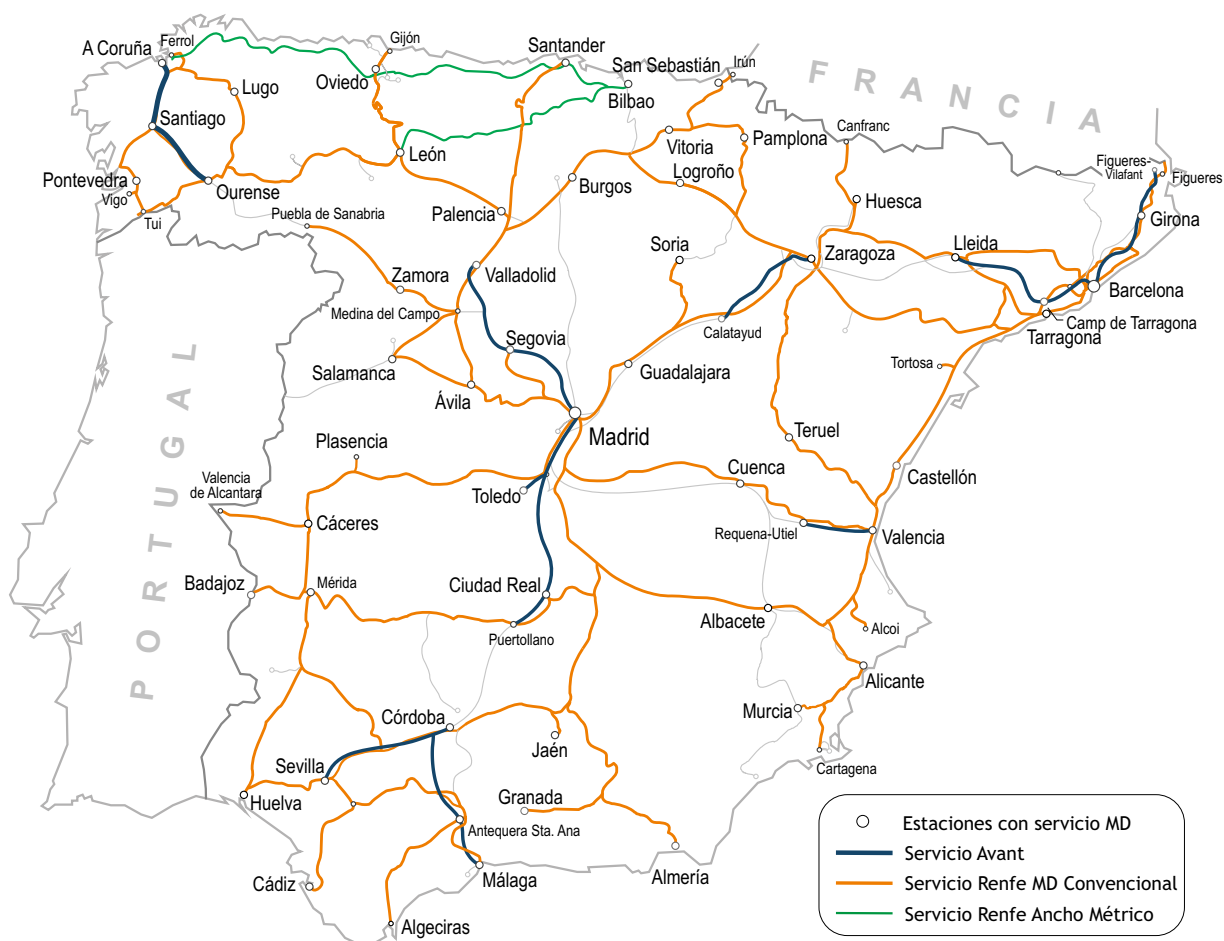 Ferrol
Gijón
A Coruña
Santander
Oviedo
San Sebastián
Irún
Bilbao
FRANCIA
Lugo
Santiago
León
Vitoria
Pamplona
Canfranc
Logroño
Figueres-
Vilafant
Figueres
Pontevedra
Vigo
Ourense
Burgos
Huesca
Tui
Puebla de Sanabria
Palencia
Girona
Soria
Zaragoza
Lleida
Zamora
Valladolid
Barcelona
Medina del Campo
Calatayud
Camp de Tarragona
Tarragona
Segovia
Salamanca
Guadalajara
Tortosa
Ávila
PORTUGAL
Madrid
Plasencia
Teruel
Cuenca
Castellón
Valencia
de Alcantara
Toledo
Cáceres
Requena-Utiel
Valencia
Badajoz
Mérida
Ciudad Real
Albacete
Alcoi
Puertollano
Alicante
Murcia
Córdoba
Jaén
Cartagena
Sevilla
Huelva
Granada
Antequera Sta. Ana
Almería
Málaga
Cádiz
Algeciras
Estaciones con servicio MD
Servicio Avant
Servicio Renfe MD Convencional
Servicio Renfe Ancho Métrico